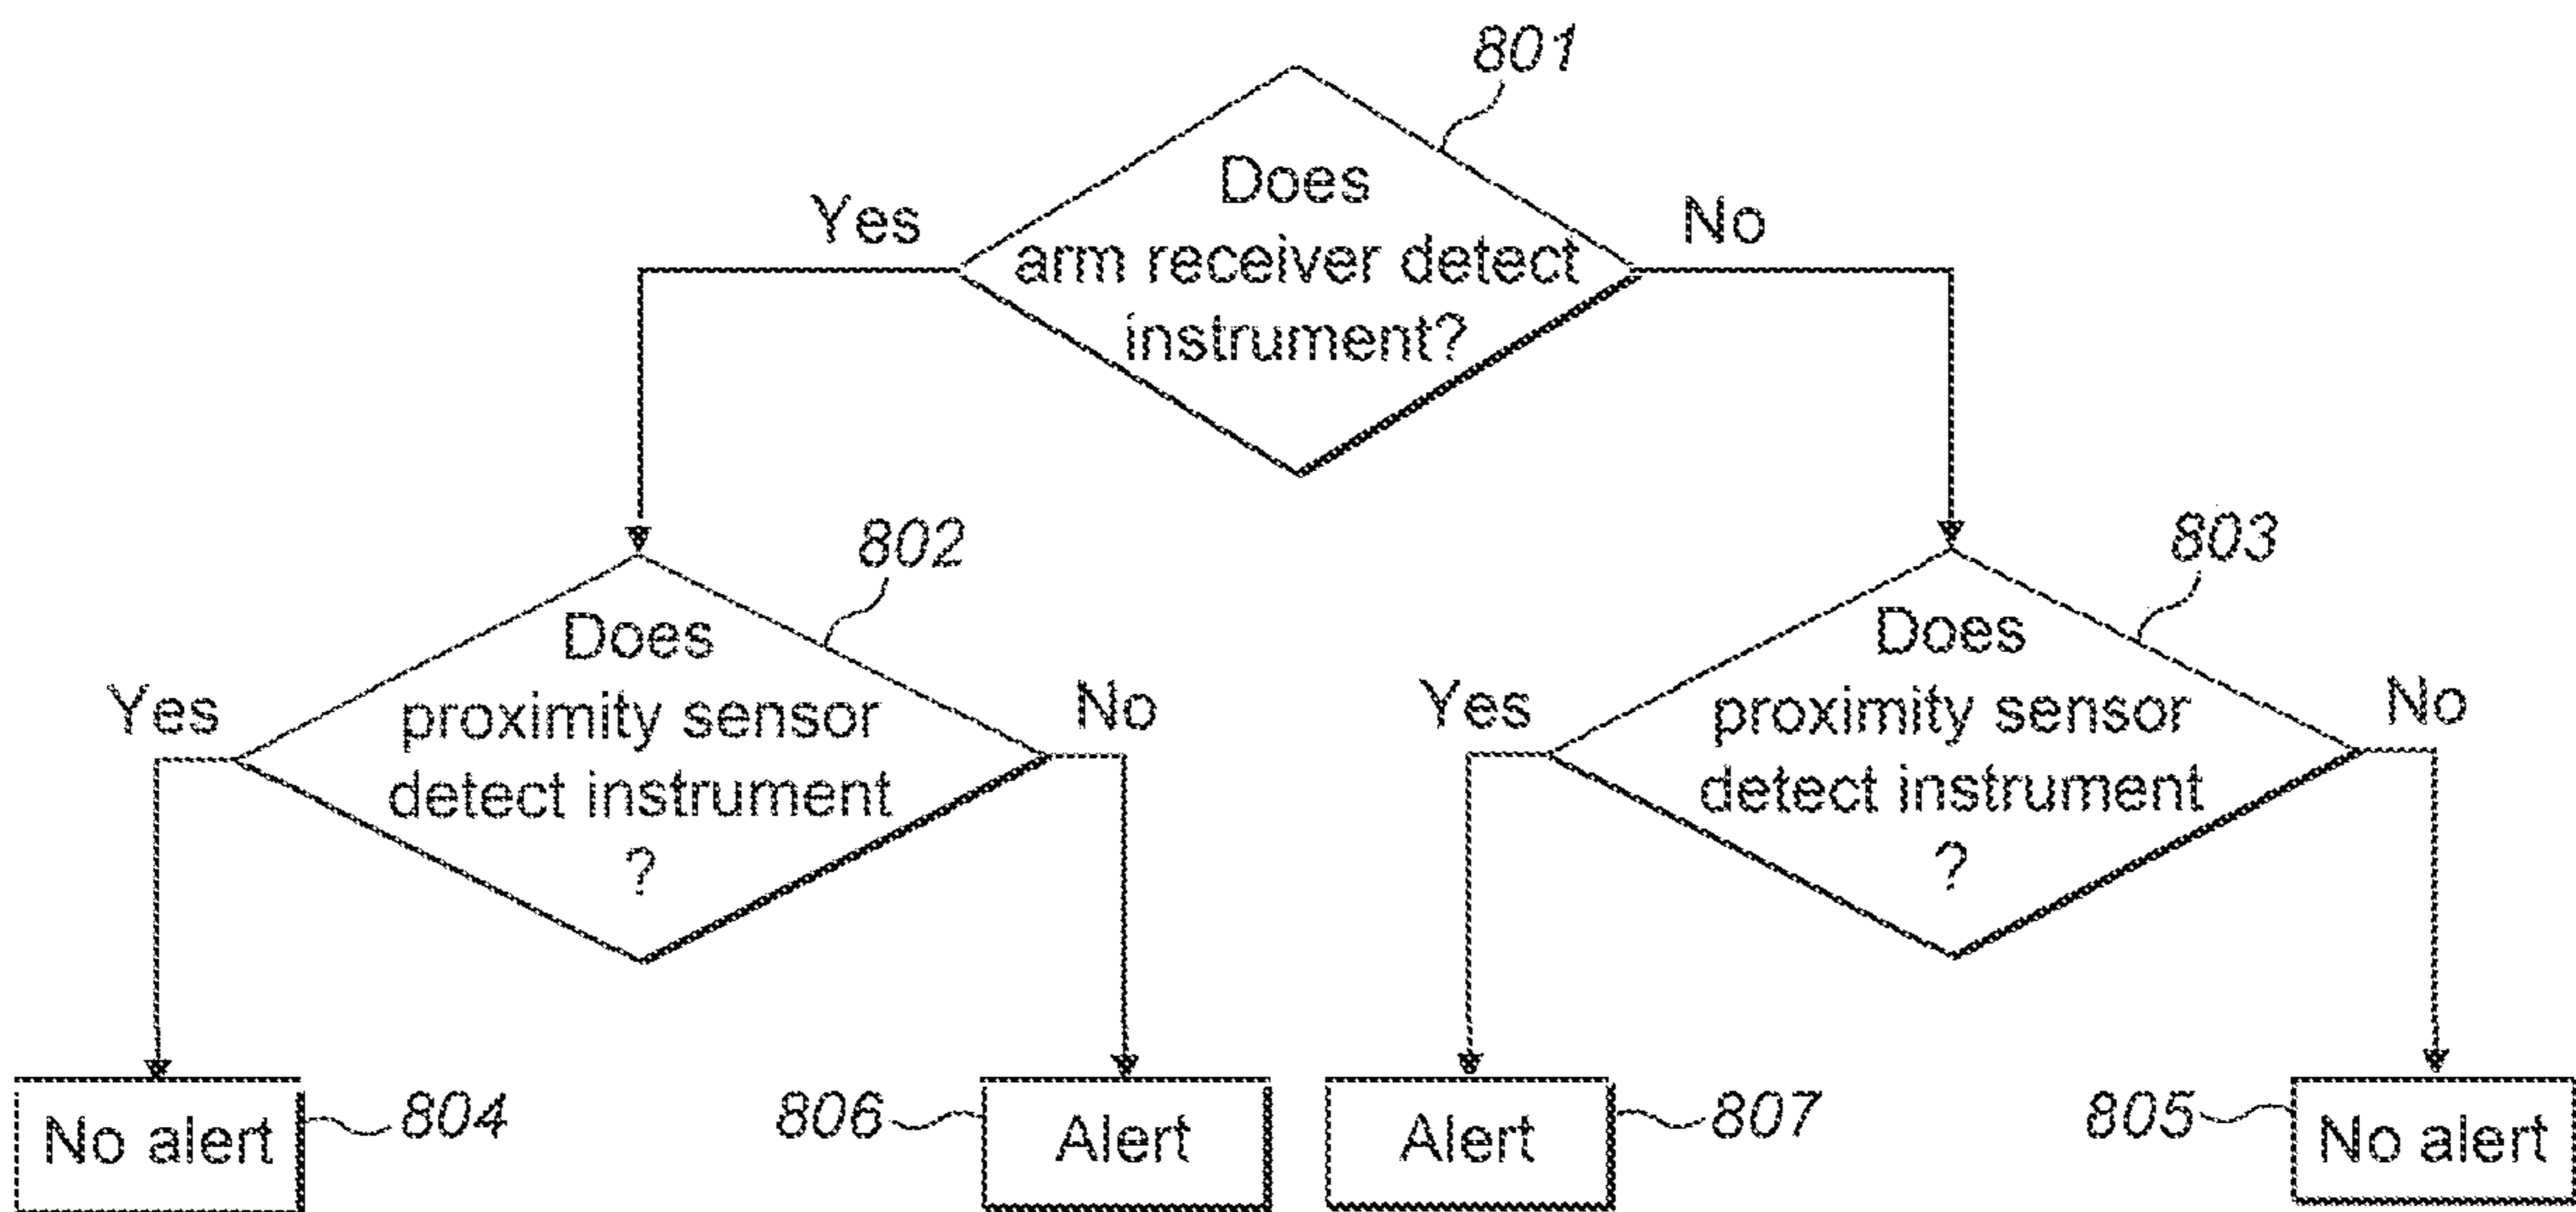 801
Does
arm receiver detect
instrument?
Yes
No
802
Does
proximity sensor
detect instrument
?
Yes
No
803
Does
proximity sensor
detect instrument
?
Yes
No
No alert
804
806
Alert
Alert
807
805
No alert